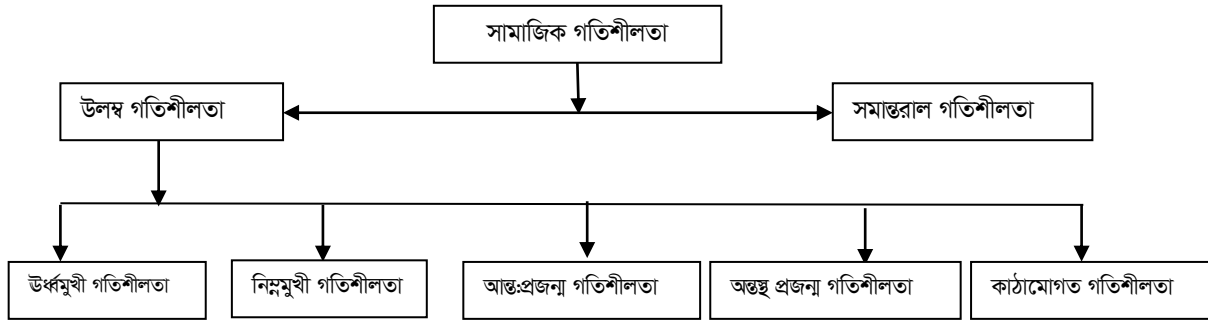 সামাজিক গতিশীলতা
উলম্ব গতিশীলতা
সমান্তরাল গতিশীলতা
ঊর্ধ্বমুখী গতিশীলতা
নিম্নমুখী গতিশীলতা
আন্ত:প্রজন্ম গতিশীলতা
অন্তস্থ প্রজন্ম গতিশীলতা
কাঠামোগত গতিশীলতা